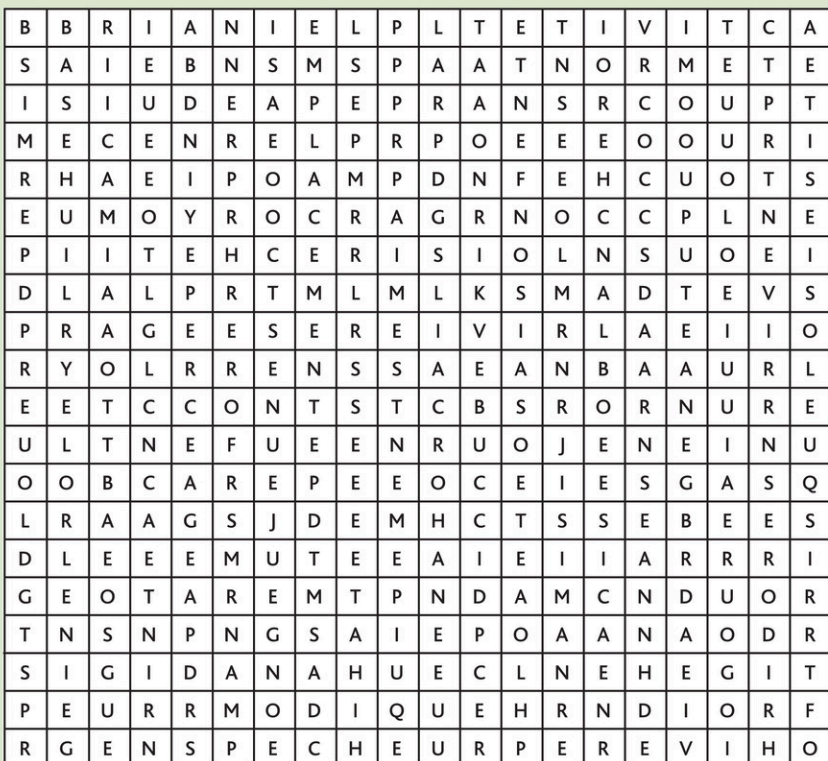 B B R I A N I E L P L T E T I V I T C A
S A I E B N S M S P A A T N O R M E T E
I S I U D E A P E P R A N S R C O U P T
M E C E N R E L P R P O E E E O O U R I
R H A E I P O A M P D N F E H C U O T S
E U M O Y R O C R A G R N O C C P L N E
P I I T E H C E R I S I O L N S U O E I
D L A L P R T M L M L K S M A D T E V S
P R A G E E S E R E I V I R L A E I I O
R Y O L R R E N S S A E A N B A A U R L
E E T C C O N T S T C B S R O R N U R E
U L T N E F U E E N R U O J E N E I N U
O O B C A R E P E E O C E I E S G A S Q
L R A A G S J D E M H C T S S E B E E S
D L E E E M U T E E A I E I I A R R R I
G E O T A R E M T P N D A M C N D U O R
T N S N P N G S A I E P O A A N A O D R
S I G I D A N A H U E C L N E H E G I T
P E U R R M O D I Q U E H R N D I O R F
R G E N S P E C H E U R P E R E V I H O